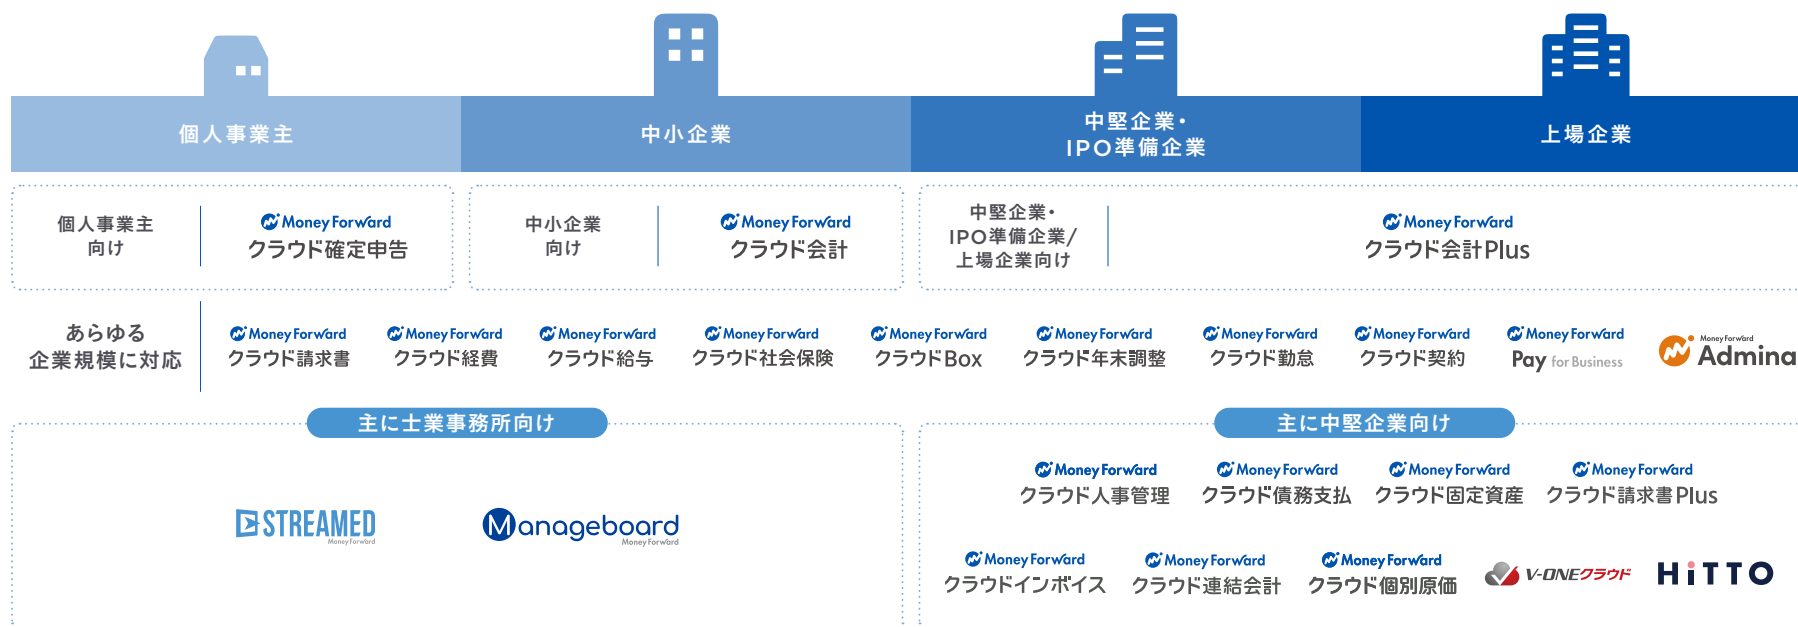 個人事業主
中小企業
中堅企業・
IPO準備企業
上場企業
個人事業主
向け
Money Forward
クラウド確定申告
中小企業
向け
Money Forward
クラウド会計
中堅企業・
IPO準備企業/
上場企業向け
Money Forward
クラウド会計Plus
あらゆる
企業規模に対応
Money Forward
クラウド請求書
Money Forward
クラウド経費
Money Forward
クラウド給与
Money Forward
クラウド社会保険
Money Forward
クラウドBox
Money Forward
クラウド年末調整
Money Forward
クラウド勤怠
Money Forward
クラウド契約
Money Forward
Pay for Business
Money Forward
Admina
主に士業事務所向け
STREAMED
Money Forward
Manageboard
Money Forward
主に中堅企業向け
Money Forward
クラウド人事管理
Money Forward
クラウド債務支払
Money Forward
クラウド固定資産
Money Forward
クラウド請求書Plus
Money Forward
クラウドインボイス
Money Forward
クラウド連結会計
Money Forward
クラウド個別原価
V-ONEクラウド
HiTTO